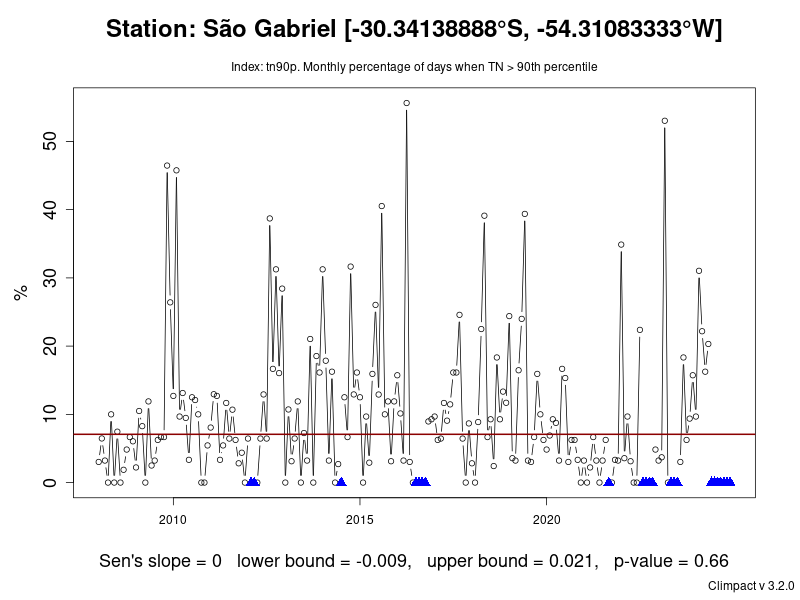 Station: São Gabriel [-30.34138888°S, -54.31083333°W]
Index: tn90p. Monthly percentage of days when TN > 90th percentile
%
50
40
30
20
10
0
2010 2015 2020
Sen's slope = 0 lower bound = -0.009, upper bound = 0.021, p-value = 0.66
Climpact v 3.2.0